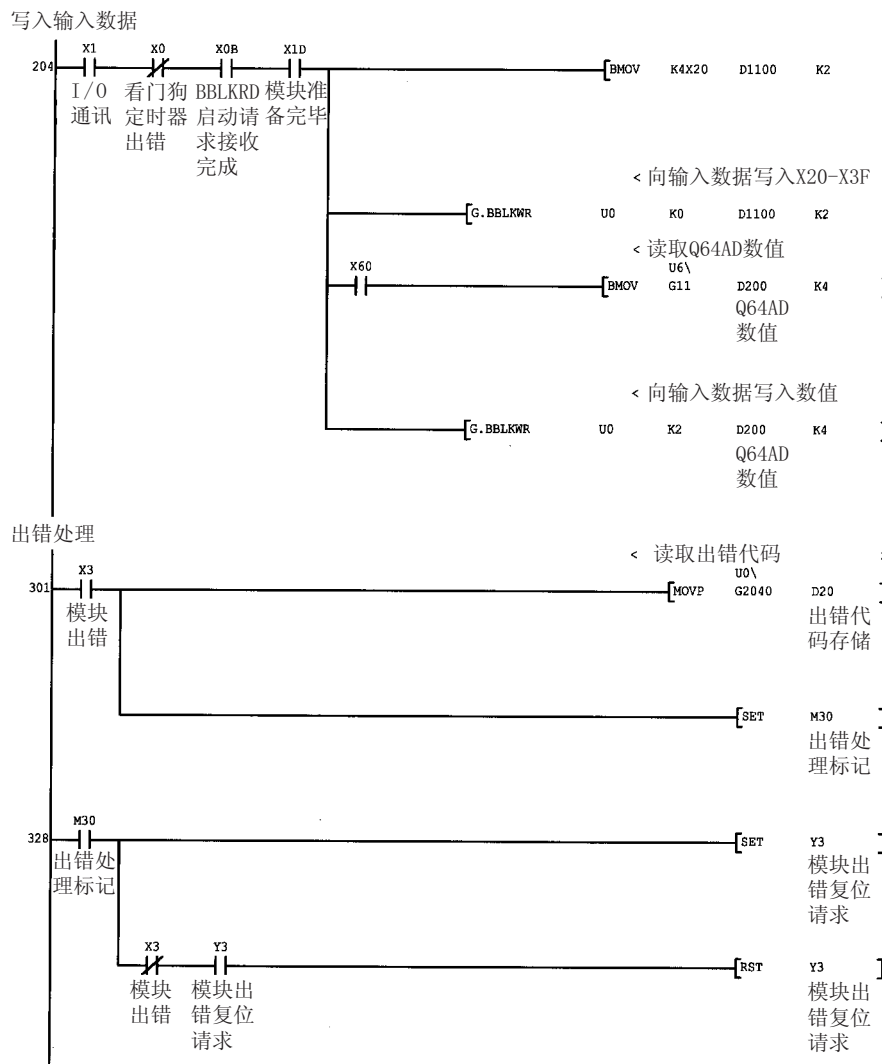 写入输入数据
X1 X0 X0B X1D
204 BMOV K4X20 D1100 K2
I/O 看门狗 BBLKRD 模块准
通讯 定时器 启动请 备完毕
出错 求接收
完成
< 向输入数据写入X20-X3F
G.BBLKWR U0 K0 D1100 K2
< 读取Q64AD数值
X60 U6\
BMOV G11 D200 K4
Q64AD
数值
< 向输入数据写入数值
G.BBLKWR U0 K2 D200 K4
Q64AD
数值
出错处理
< 读取出错代码
X3 U0\
301 MOVP G2040 D20
模块 出错代
出错 码存储
SET M30
出错处
理标记
M30
328 SET Y3
出错处 模块出
理标记 错复位
请求
X3 Y3
RST Y3
模块 模块出 模块出
出错 错复位 错复位
请求 请求